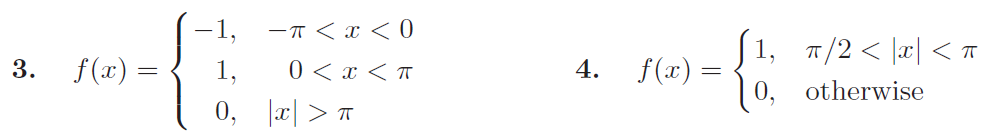 3. f(x) = { −1, −π < x < 0
1, 0 < x < π
0, |x| > π
4. f(x) = { 1, π/2 < |x| < π
0, otherwise